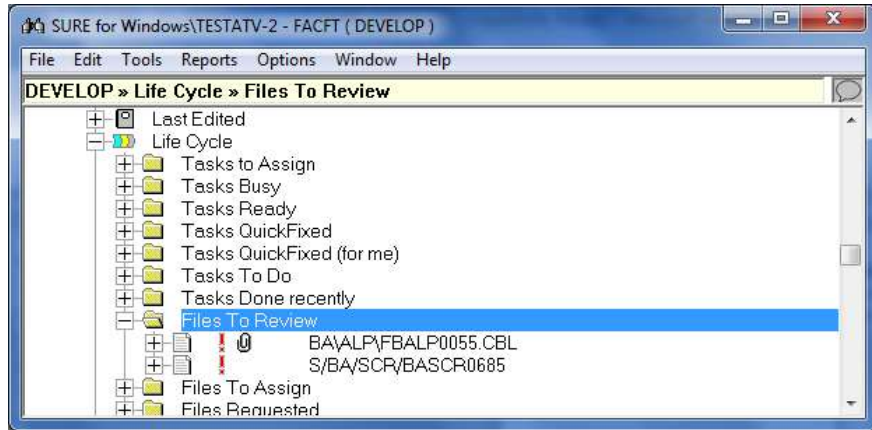 SURE for Windows\TESTATV-2 - FACFT ( DEVELOP )
File Edit Tools Reports Options Window Help
DEVELOP » Life Cycle » Files To Review
Last Edited
Life Cycle
Tasks to Assign
Tasks Busy
Tasks Ready
Tasks QuickFixed
Tasks QuickFixed (for me)
Tasks To Do
Tasks Done recently
Files To Review
BA\ALP\FBALP0055.CBL
S/BA/SCR/BASCR0685
Files To Assign
Files Requested